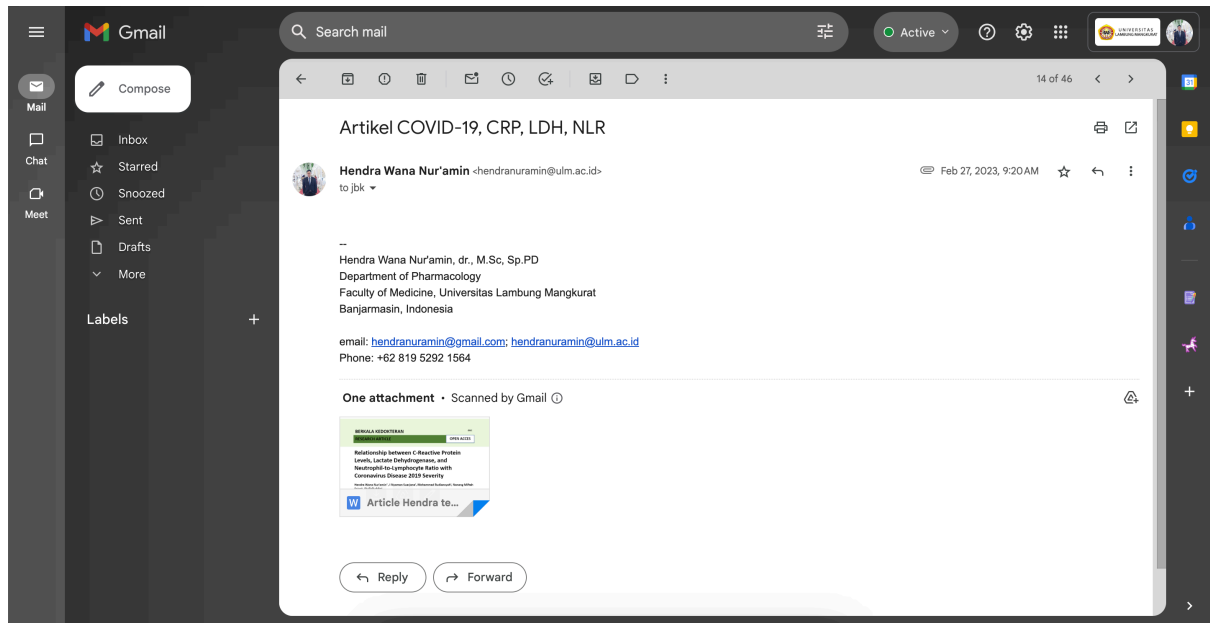 Gmail
Search mail
Active
UNIVERSITAS
LAMBUNG MANGKURAT
Mail
Chat
Meet
Compose
Inbox
Starred
Snoozed
Sent
Drafts
More
Labels
14 of 46
31
Artikel COVID-19, CRP, LDH, NLR
Hendra Wana Nur'amin <hendranuramin@ulm.ac.id>
Feb 27, 2023, 9:20 AM
to jbk
--
Hendra Wana Nur'amin, dr., M.Sc, Sp.PD
Department of Pharmacology
Faculty of Medicine, Universitas Lambung Mangkurat
Banjarmasin, Indonesia
email: hendranuramin@gmail.com; hendranuramin@ulm.ac.id
Phone: +62 819 5292 1564
One attachment • Scanned by Gmail
BERKALA KEDOKTERAN
RESEARCH ARTICLE
OPEN ACCES
Relationship between C-Reactive Protein
Levels, Lactate Dehydrogenase, and
Neutrophil-to-Lymphocyte Ratio with
Coronavirus Disease 2019 Severity
W Article Hendra te...
Reply
Forward